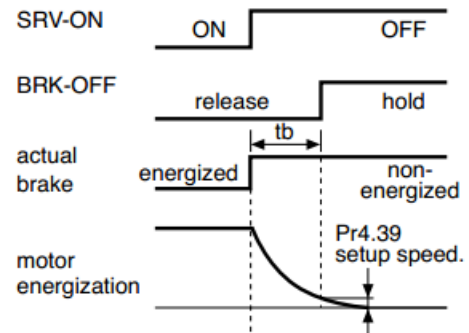 SRV-ON
ON
OFF
BRK-OFF
release
hold
tb
actual
brake
energized
non-
energized
Pr4.39
setup speed.
motor
energization